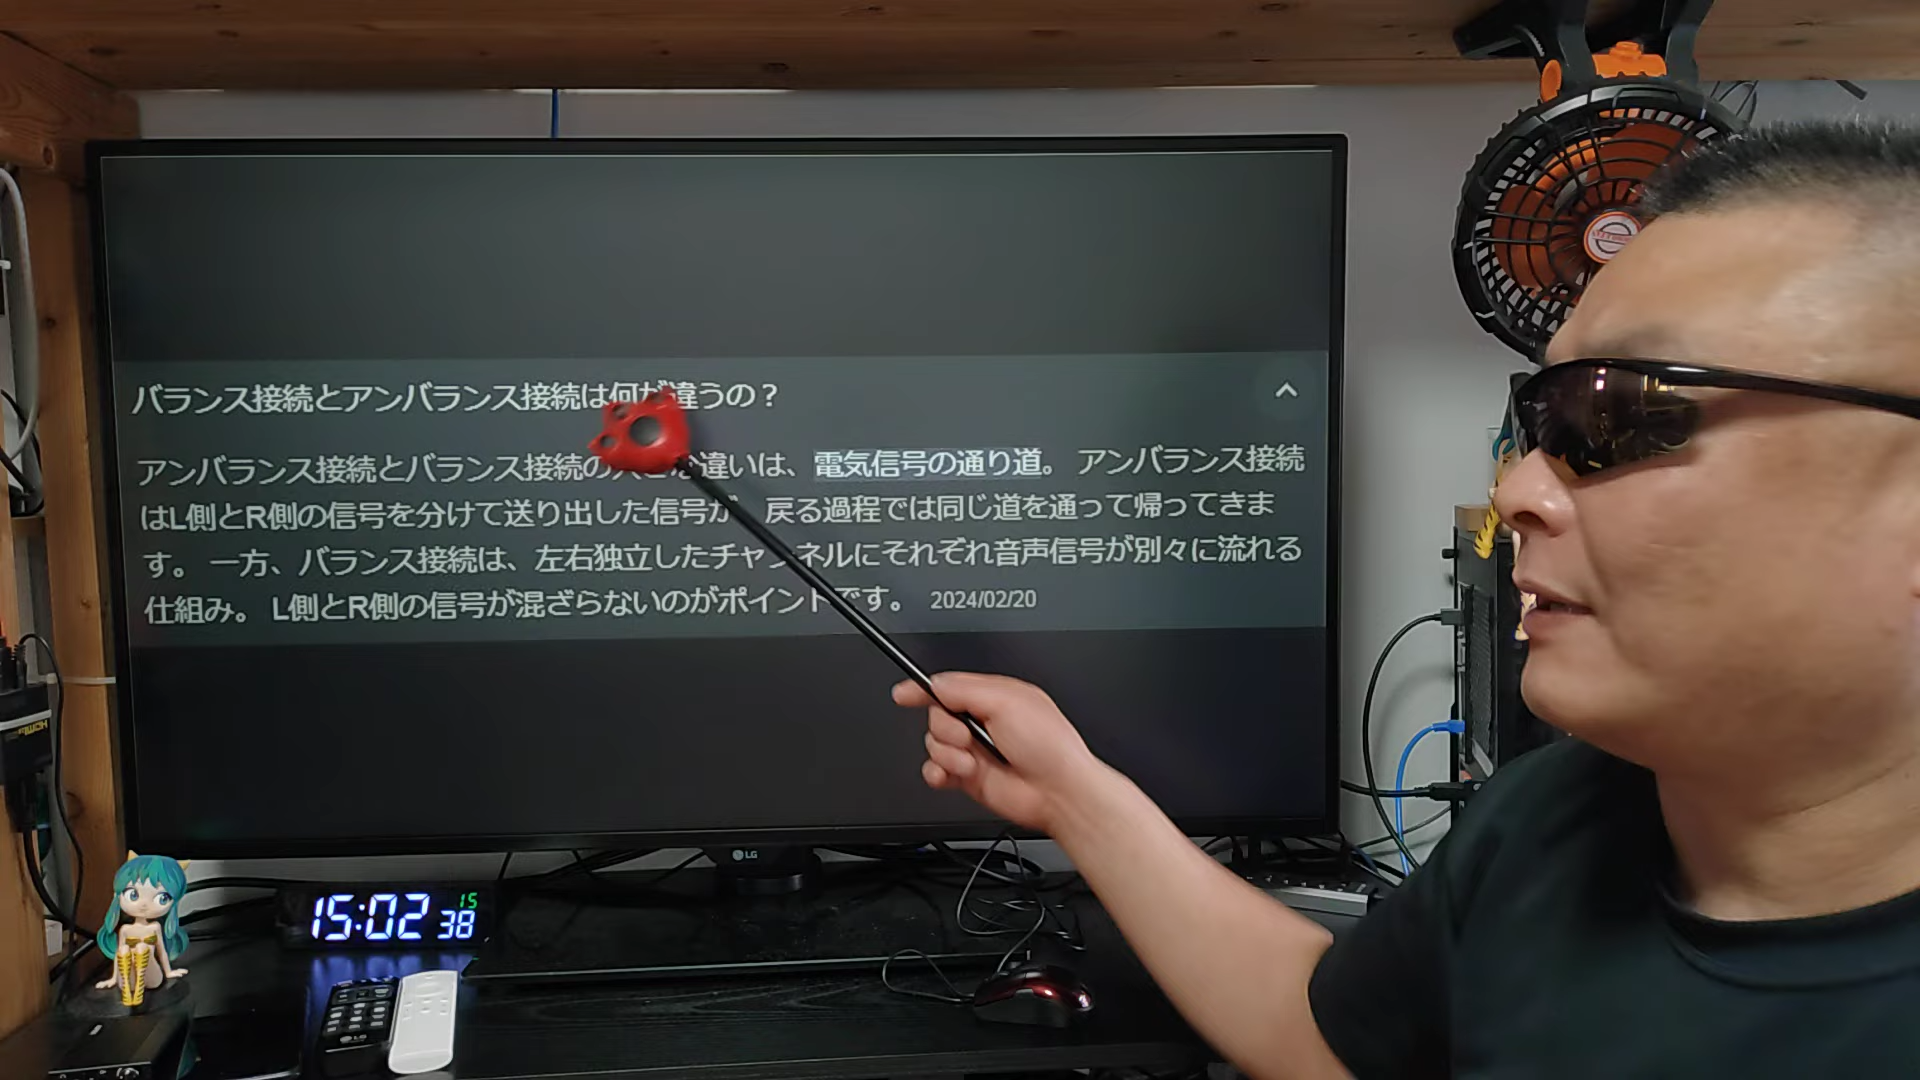 バランス接続とアンバランス接続は何が違うの？
アンバランス接続とバランス接続の 違いは、電気信号の通り道。 アンバランス接続
はL側とR側の信号を分けて送り出した信号が、戻る過程では同じ道を通って帰ってきま
す。 一方、バランス接続は、左右独立したチャンネルにそれぞれ音声信号が別々に流れる
仕組み。 L側とR側の信号が混ざらないのがポイントです。 2024/02/20
LG
15:02 38 15
LG